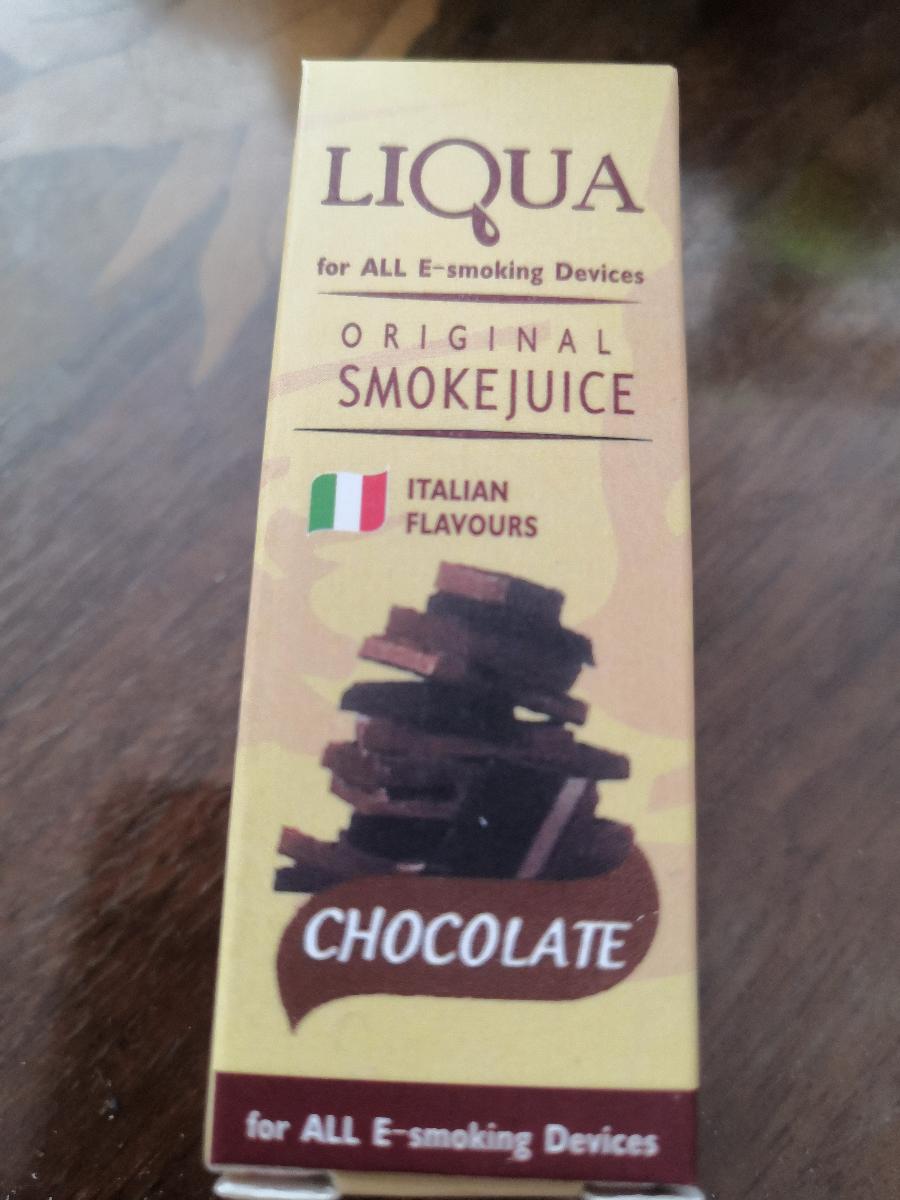 LIQUA
for ALL E-smoking Devices
ORIGINAL
SMOKEJUICE
ITALIAN
FLAVOURS
CHOCOLATE
for ALL E-smoking Devices